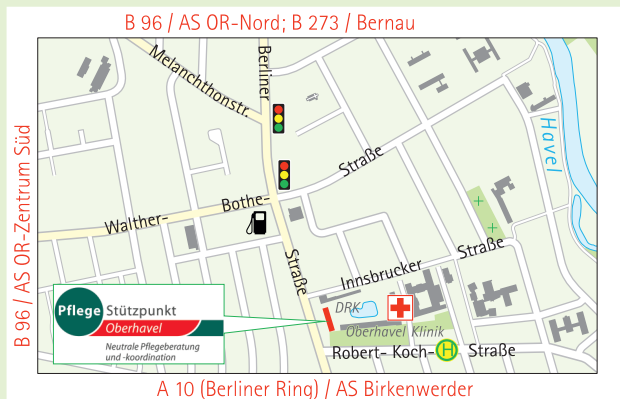 B 96 / AS OR-Nord; B 273 / Bernau
B 96 / AS OR-Zentrum Süd
Melanchthonstr.
Berliner
Straße
Walther-
Bothe-
Straße
Havel
Innsbrucker
Straße
DRK
Oberhavel Klinik
Robert- Koch-
H
Straße
Pflege Stützpunkt
Oberhavel
Neutrale Pflegeberatung
und -koordination
A 10 (Berliner Ring) / AS Birkenwerder